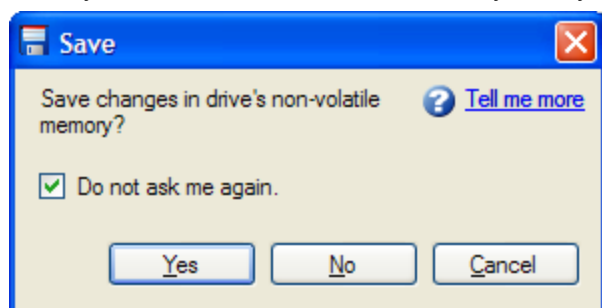 Save
Save changes in drive's non-volatile
memory?
Tell me more
Do not ask me again.
Yes
No
Cancel